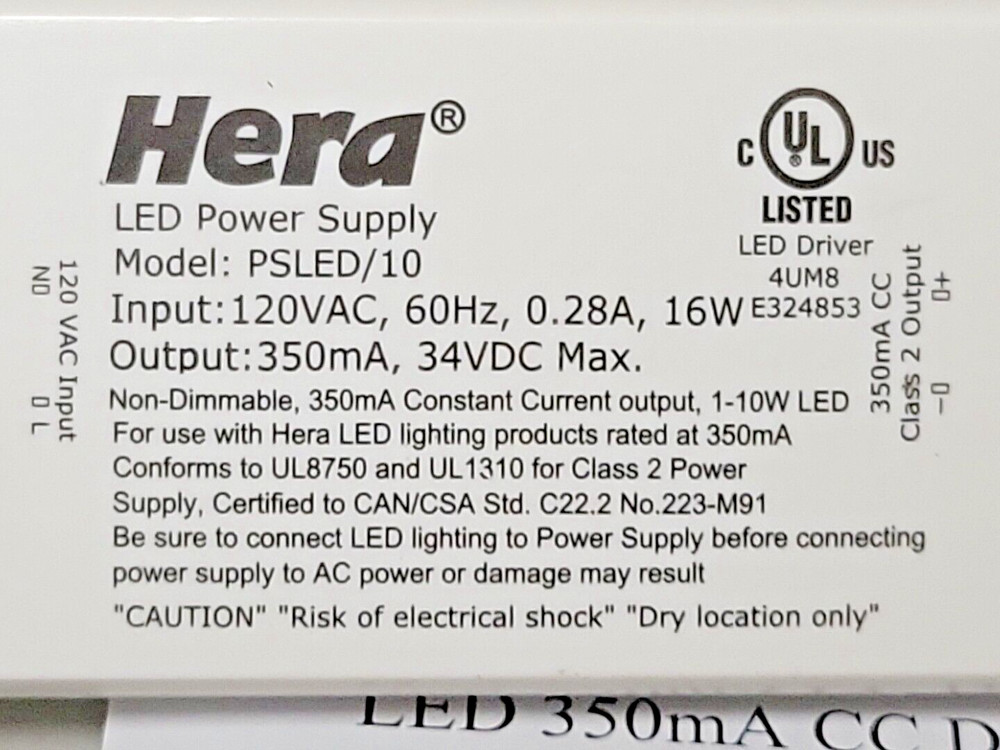 Hera®
LED Power Supply
Model: PSLED/10
Input:120VAC, 60Hz, 0.28A, 16W
Output:350mA, 34VDC Max.
Non-Dimmable, 350mA Constant Current output, 1-10W LED
For use with Hera LED lighting products rated at 350mA
Conforms to UL8750 and UL1310 for Class 2 Power
Supply, Certified to CAN/CSA Std. C22.2 No.223-M91
Be sure to connect LED lighting to Power Supply before connecting
power supply to AC power or damage may result
"CAUTION" "Risk of electrical shock" "Dry location only"
C UL® US
LISTED
LED Driver
4UM8
E324853
120 VAC Input
N
L
350mA CC
Class 2 Output
+
−
LED 350mA CC D